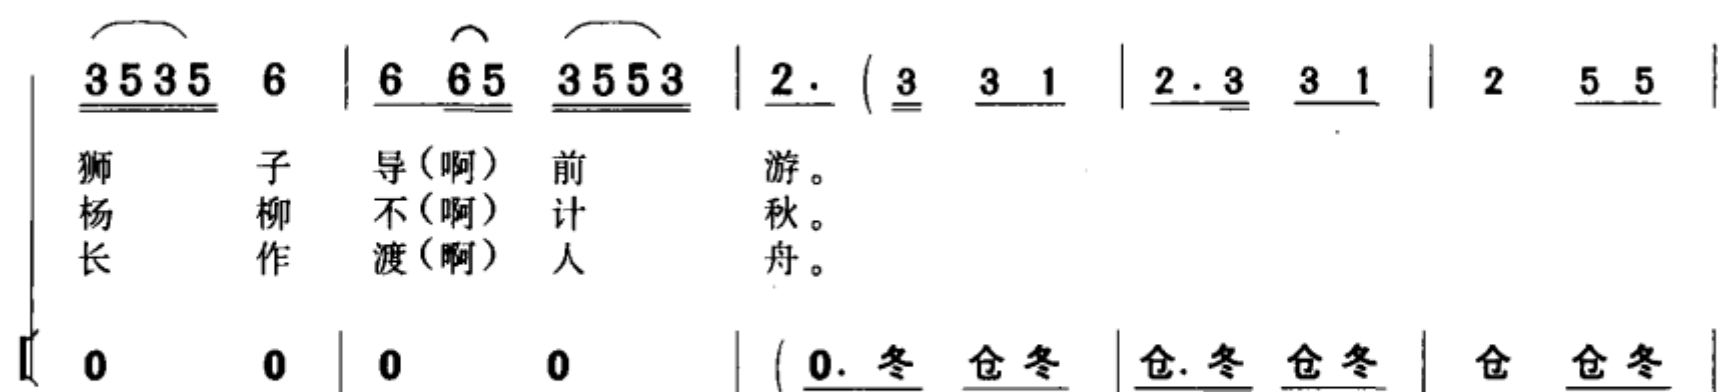 3535 6 | 6 65 3553 | 2. (3 3 1 | 2.3 3 1 | 2 5 5 |
狮 子 导(啊) 前 游。
杨 柳 不(啊) 计 秋。
长 作 渡(啊) 人 舟。
0 0 | 0 0 | (0. 冬 仓 冬 | 仓. 冬 仓 冬 | 仓 仓 冬 |